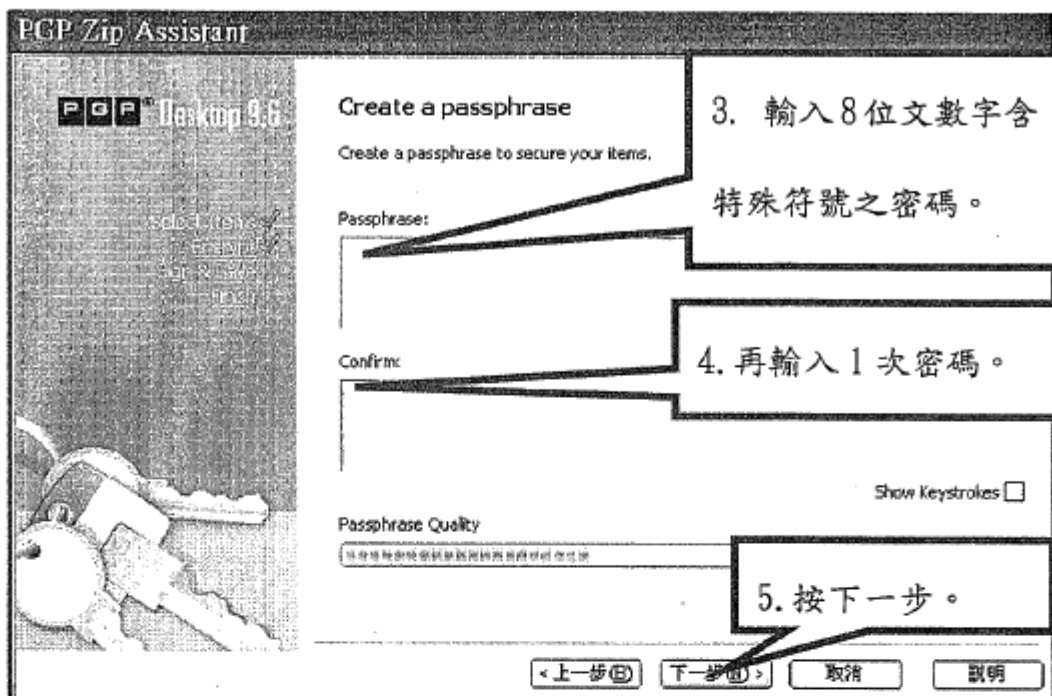 PGP Zip Assistant
PGP® Desktop 9.6
Create a passphrase
Create a passphrase to secure your items.
Passphrase:
3. 輸入8位文數字含
特殊符號之密碼。
Confirm:
4.再輸入1 次密碼。
Show Keystrokes
Passphrase Quality
5.按下一步。
<上一步(B)
下一步(N)>
取消
說明